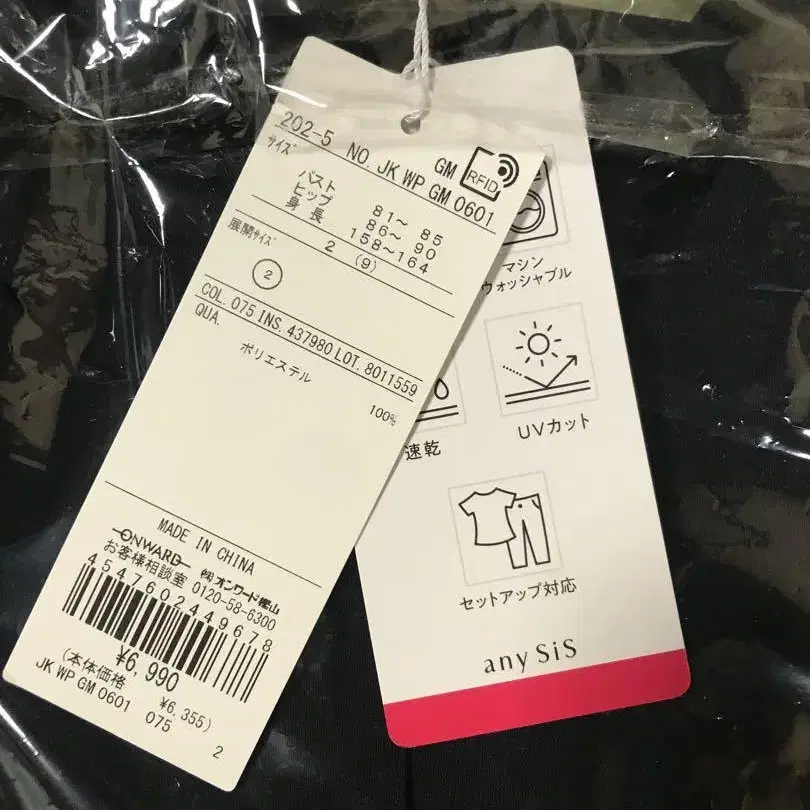 202-5 NO. JK WP GM 0601
GM
RFID
サイズ
バスト 81～ 85
ヒップ 86～ 90
身長 158～164
展開サイズ 2 (9)
2
COL. 075 INS. 437980 LOT. 8011559
QUA.
ポリエステル
100%
MADE IN CHINA
ONWARD ㈱オンワード樫山
お客様相談室 0120-58-6300
4547602449678
¥6,990
(本体価格 ¥6,355)
JK WP GM 0601 075 2
マシン
ウォッシャブル
速乾
UVカット
セットアップ対応
any SiS